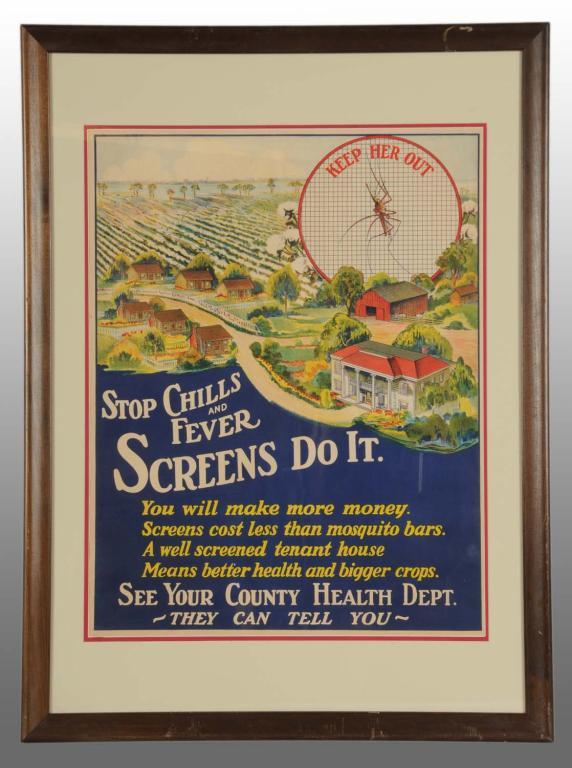 KEEP HER OUT
STOP CHILLS
AND
FEVER
SCREENS DO IT.
You will make more money.
Screens cost less than mosquito bars.
A well screened tenant house
Means better health and bigger crops.
SEE YOUR COUNTY HEALTH DEPT.
~THEY CAN TELL YOU~